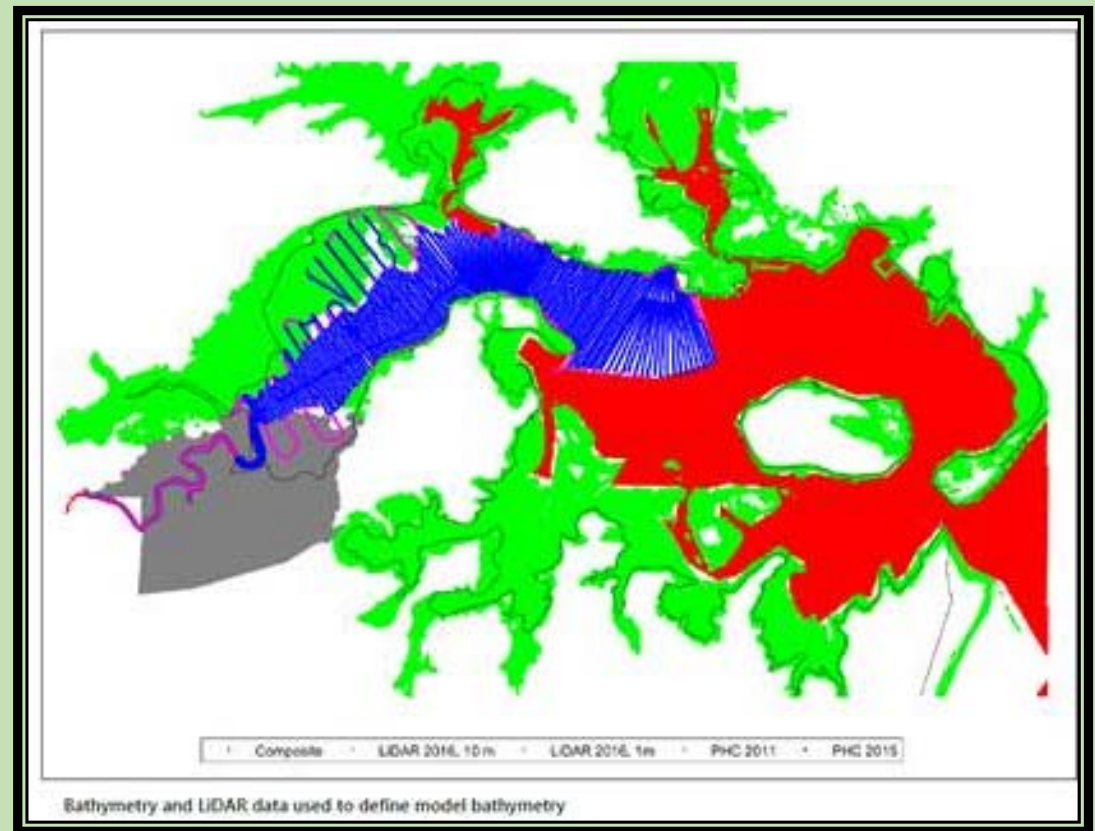 Composite LiDAR 2016, 10 m LiDAR 2016, 1m PHC 2011 PHC 2015
Bathymetry and LiDAR data used to define model bathymetry